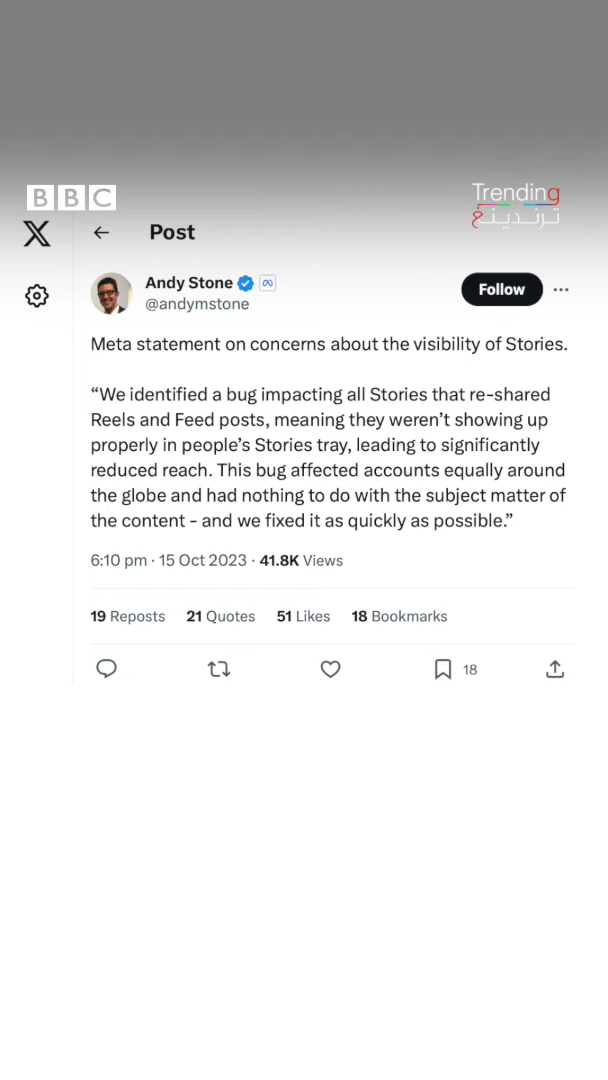 BBC
Trending
ترندينغ
Post
Andy Stone
@andymstone
Follow
Meta statement on concerns about the visibility of Stories.
“We identified a bug impacting all Stories that re-shared
Reels and Feed posts, meaning they weren’t showing up
properly in people’s Stories tray, leading to significantly
reduced reach. This bug affected accounts equally around
the globe and had nothing to do with the subject matter of
the content - and we fixed it as quickly as possible.”
6:10 pm · 15 Oct 2023 · 41.8K Views
19 Reposts 21 Quotes 51 Likes 18 Bookmarks
18